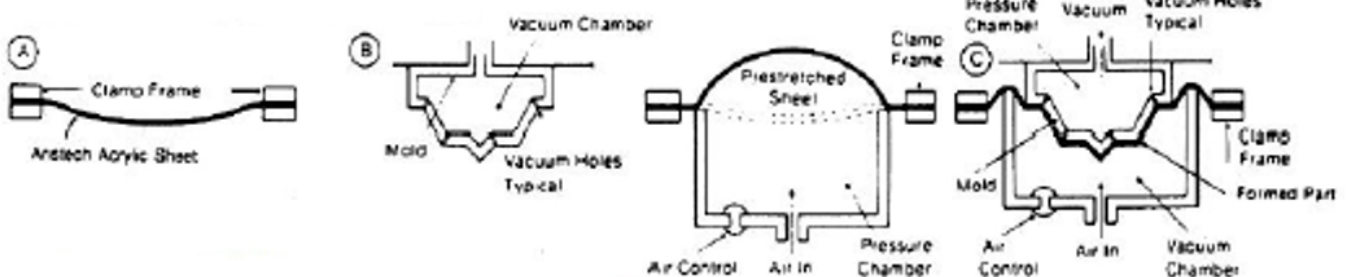 A
Clamp Frame
Aristech Acrylic Sheet
B
Vacuum Chamber
Mold
Vacuum Holes
Typical
Prestretched
Sheet
Clamp
Frame
Air Control
Air In
Pressure
Chamber
C
Pressure
Chamber
Vacuum
Vacuum Holes
Typical
Clamp
Frame
Mold
Formed Part
Air
Control
Air In
Vacuum
Chamber